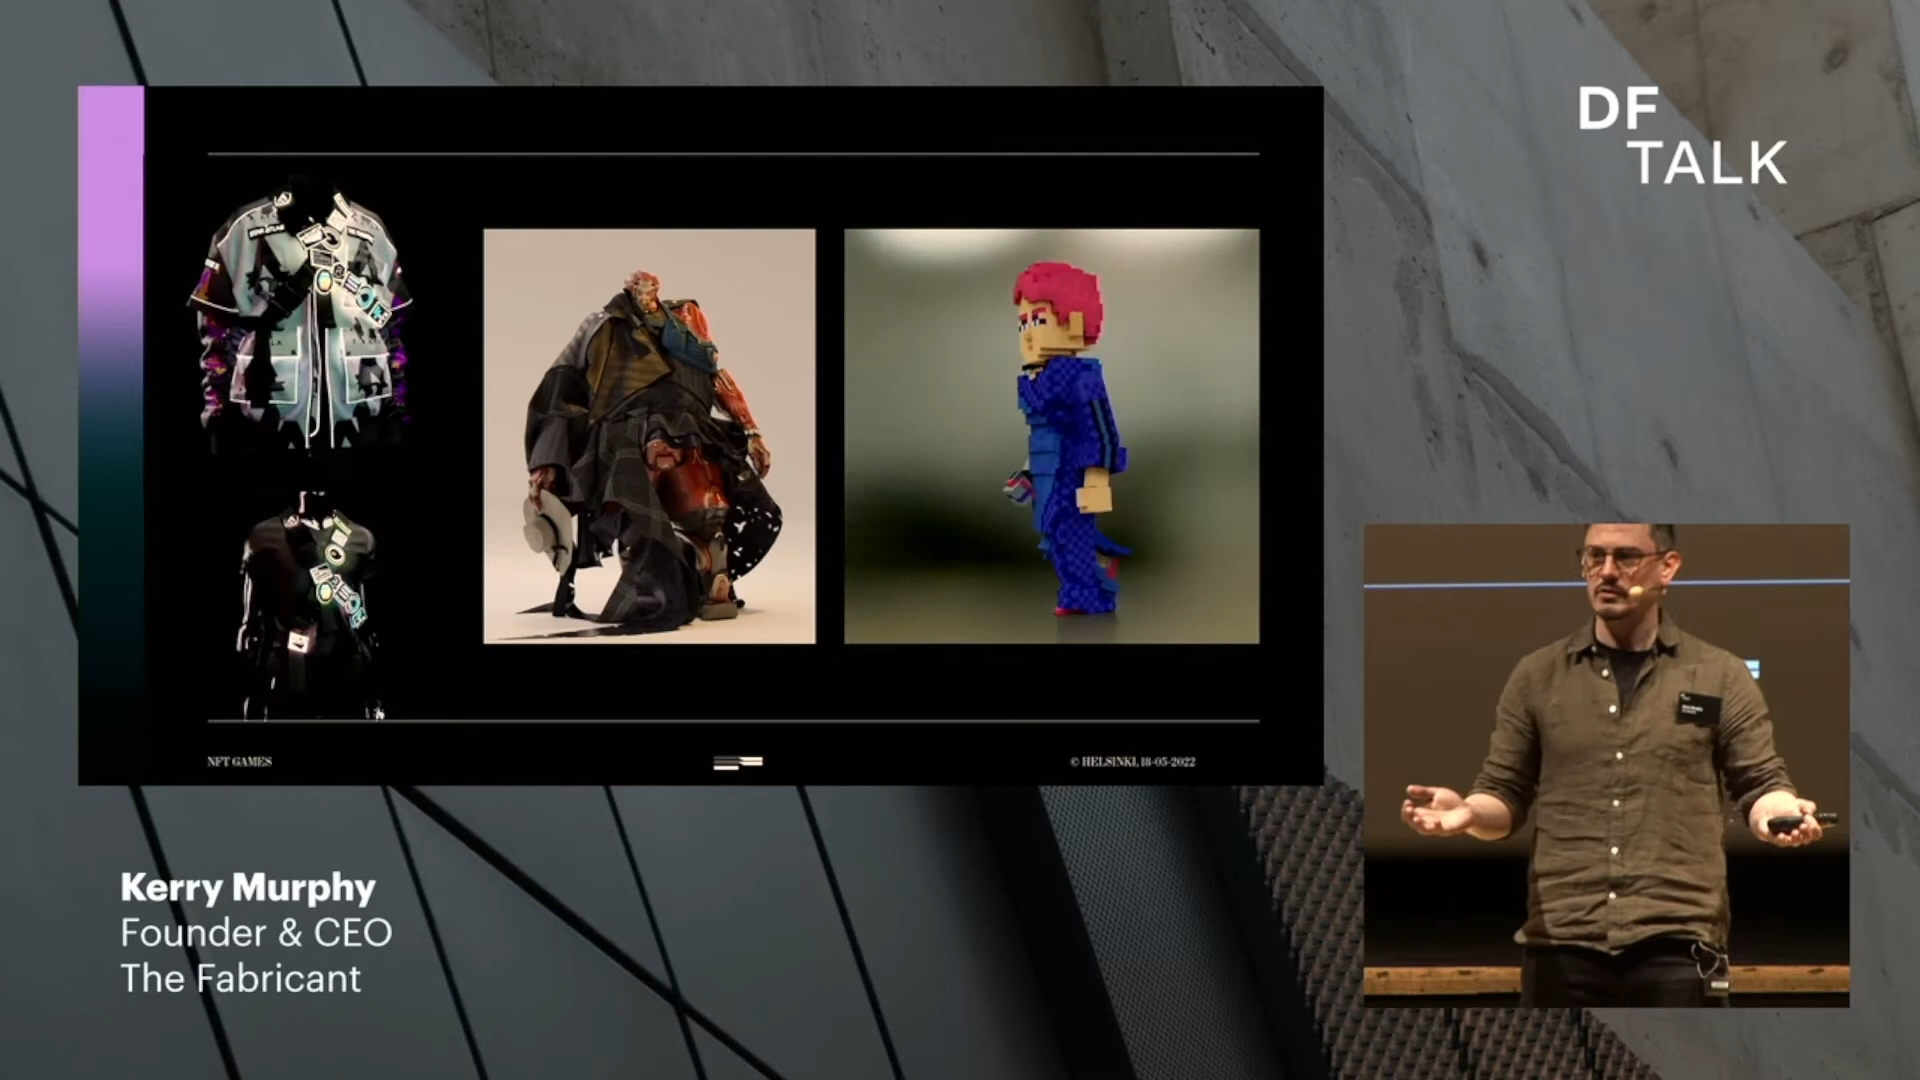 DF
TALK
NFT GAMES
© HELSINKI, 18-05-2022
Kerry Murphy
Founder & CEO
The Fabricant